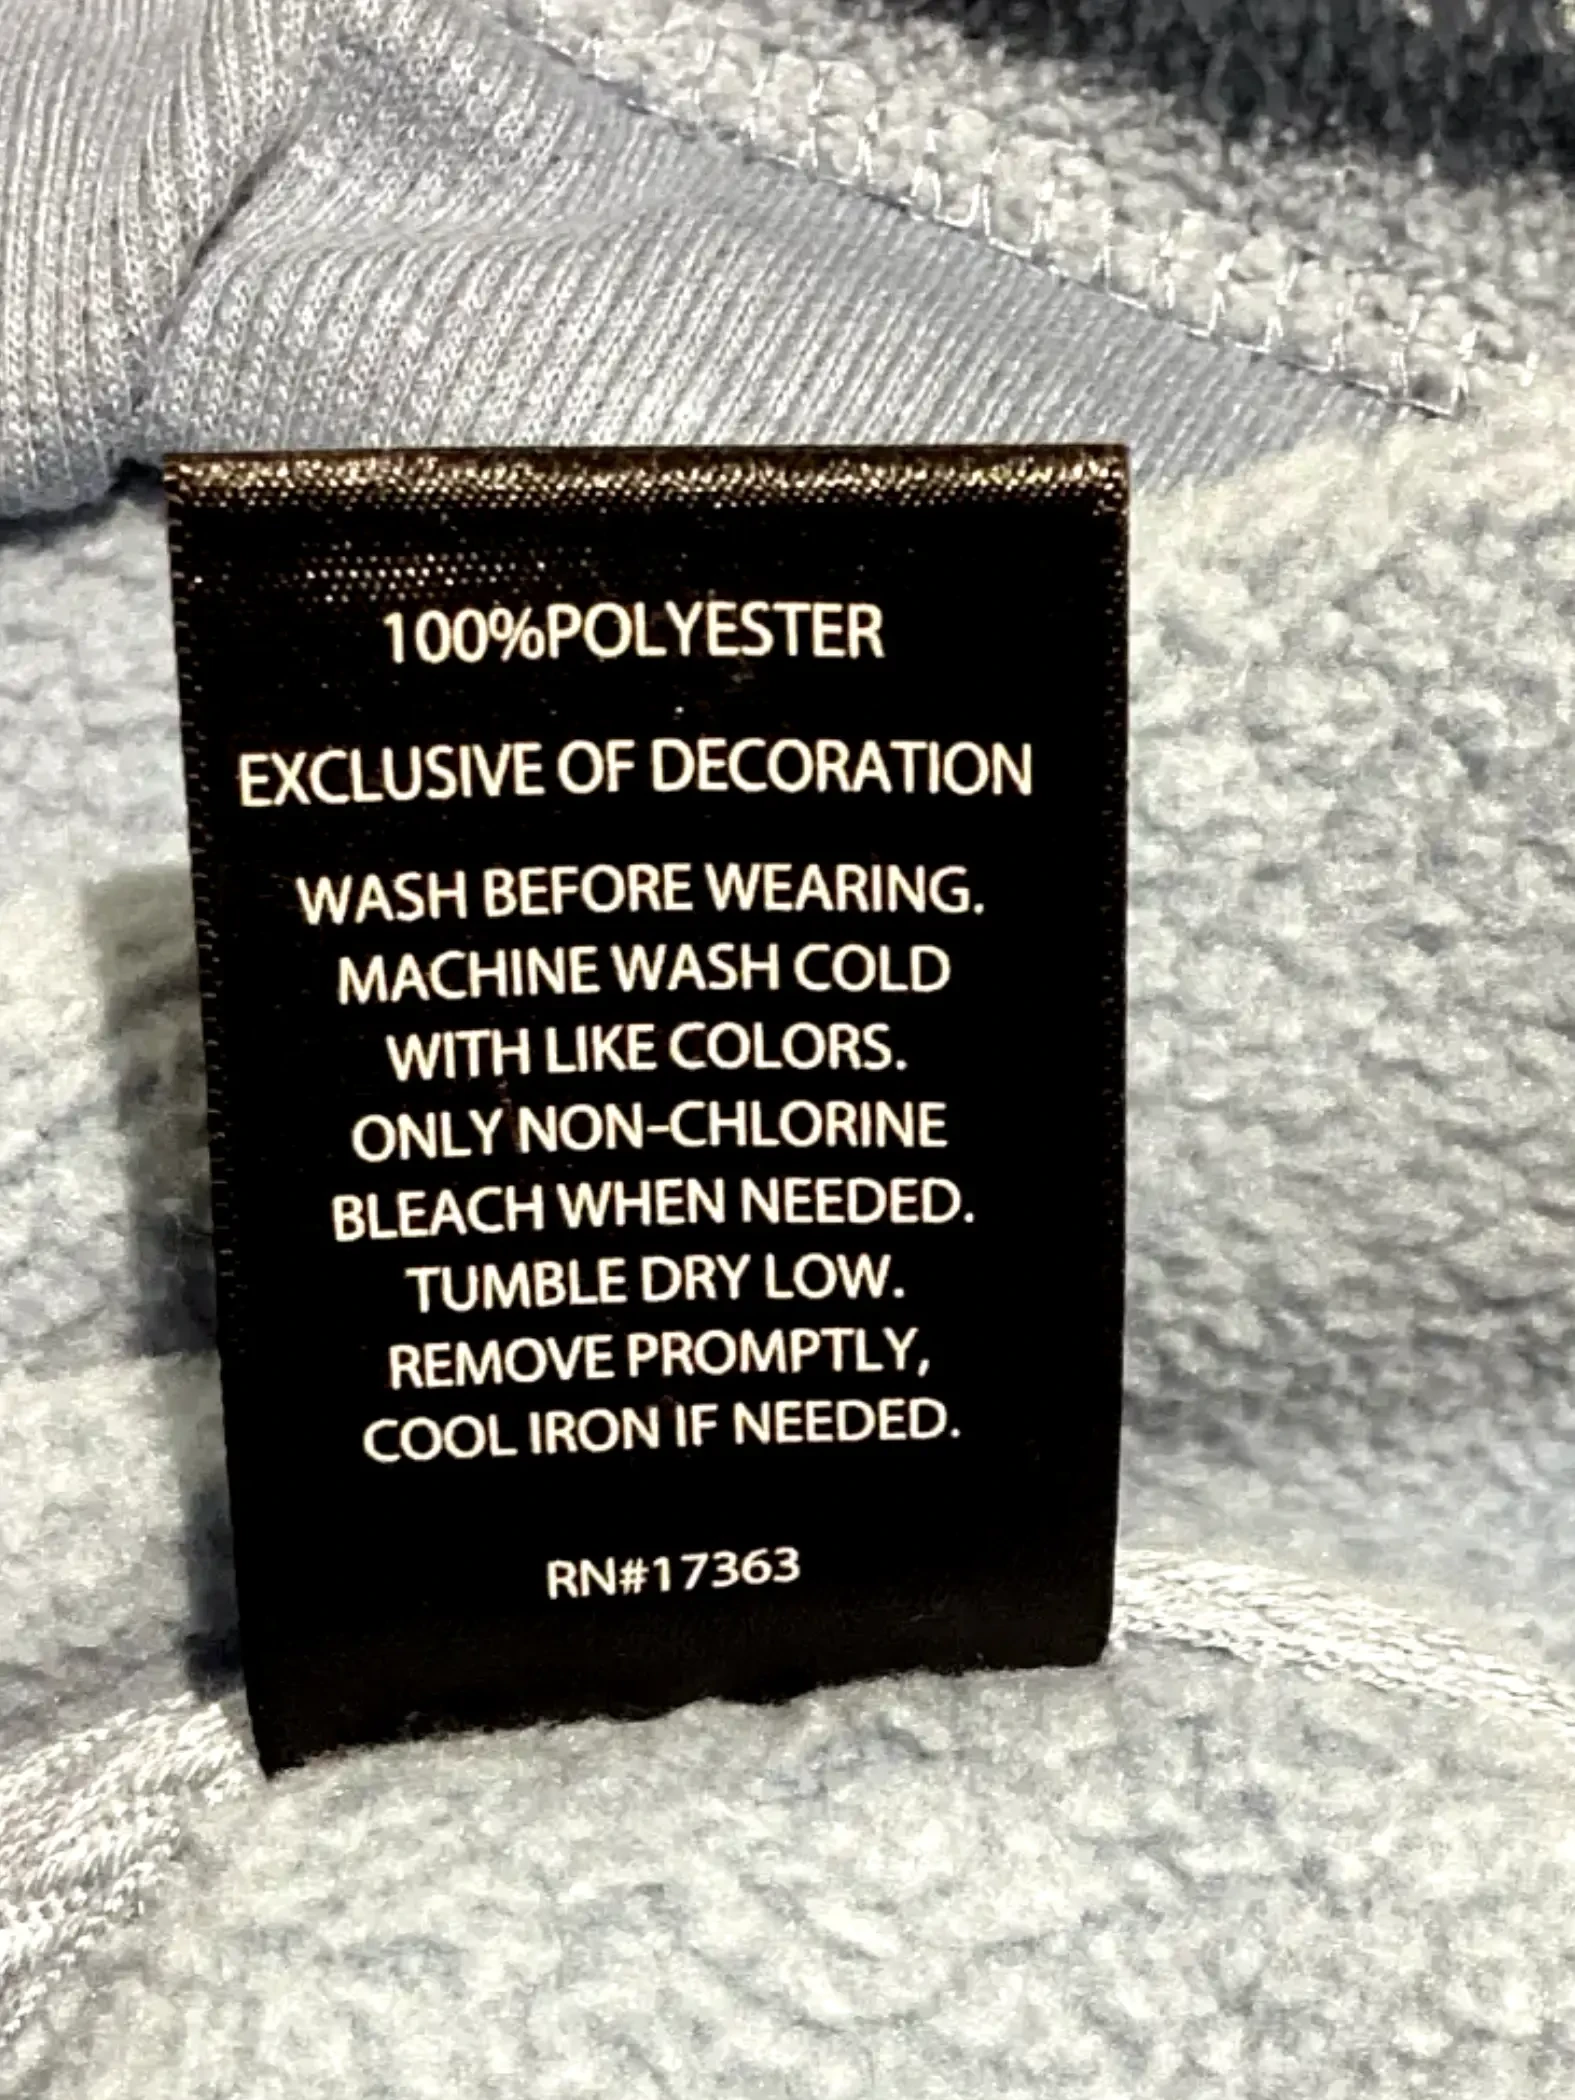 100%POLYESTER
EXCLUSIVE OF DECORATION
WASH BEFORE WEARING.
MACHINE WASH COLD
WITH LIKE COLORS.
ONLY NON-CHLORINE
BLEACH WHEN NEEDED.
TUMBLE DRY LOW.
REMOVE PROMPTLY,
COOL IRON IF NEEDED.
RN#17363